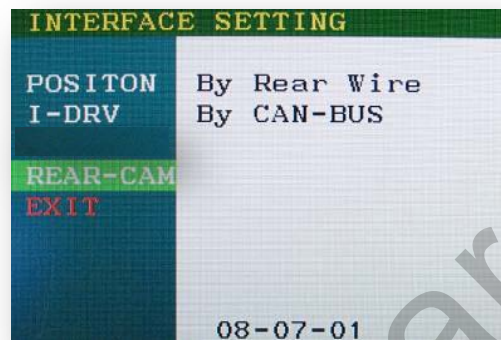 INTERFACE SETTING
POSITON By Rear Wire
I-DRV By CAN-BUS
REAR-CAM
EXIT
08-07-01